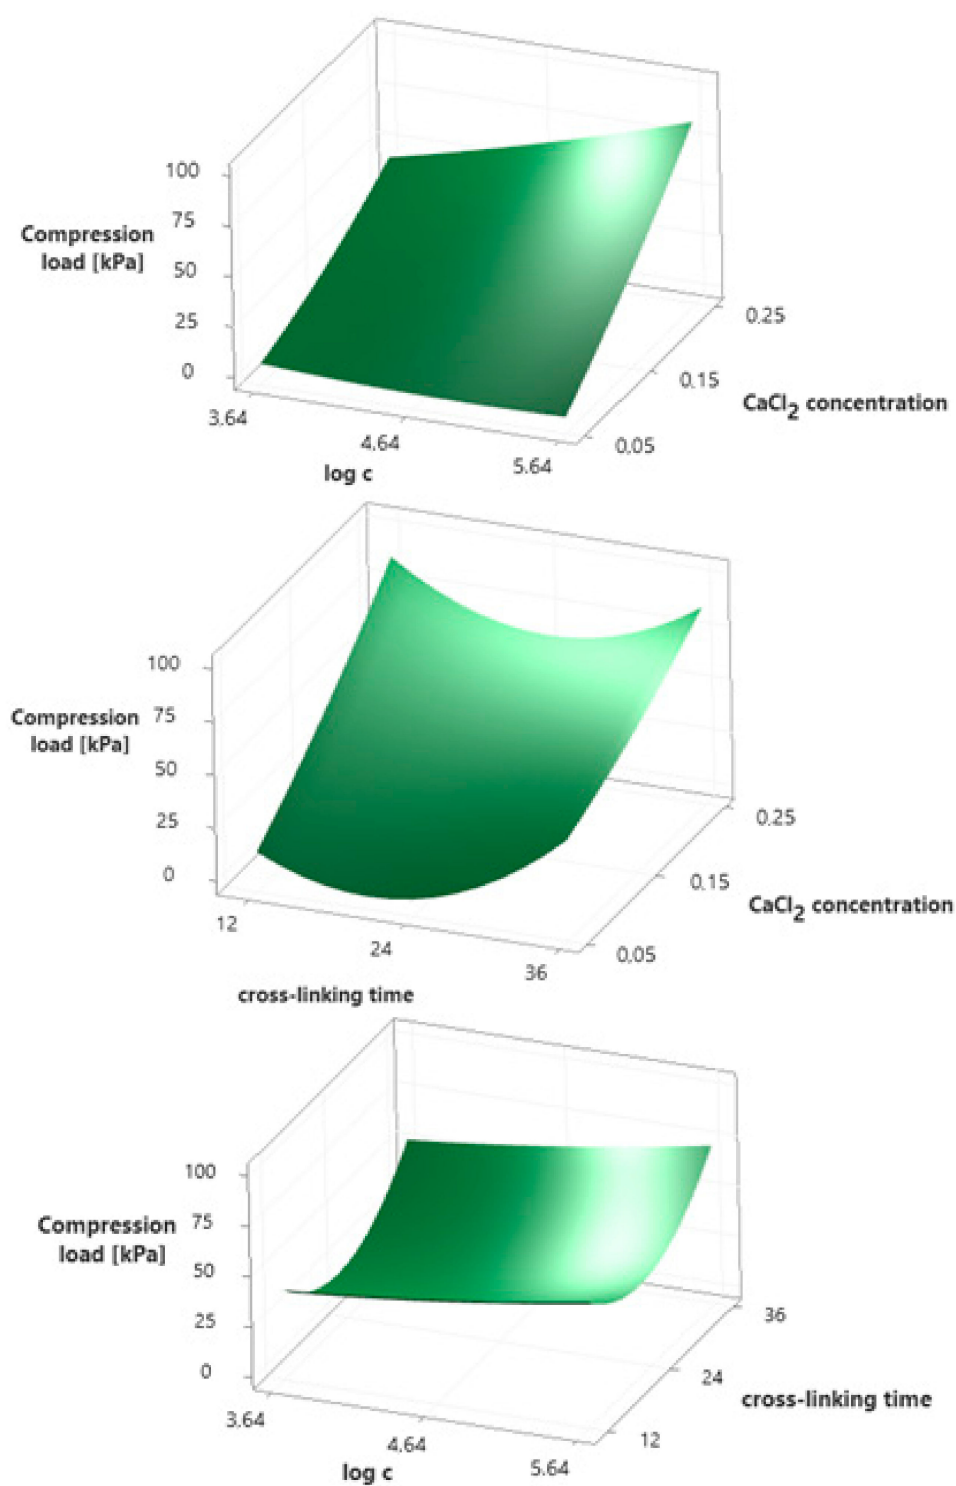 100
Compression 75
load [kPa]
50
25
0
3.64
4.64
5.64
log c
0.25
0.15
CaCl2 concentration
0.05
100
Compression 75
load [kPa]
50
25
0
12
24
36
cross-linking time
0.25
0.15
CaCl2 concentration
0.05
100
Compression 75
load [kPa]
50
25
0
3.64
4.64
5.64
log c
36
24
cross-linking time
12